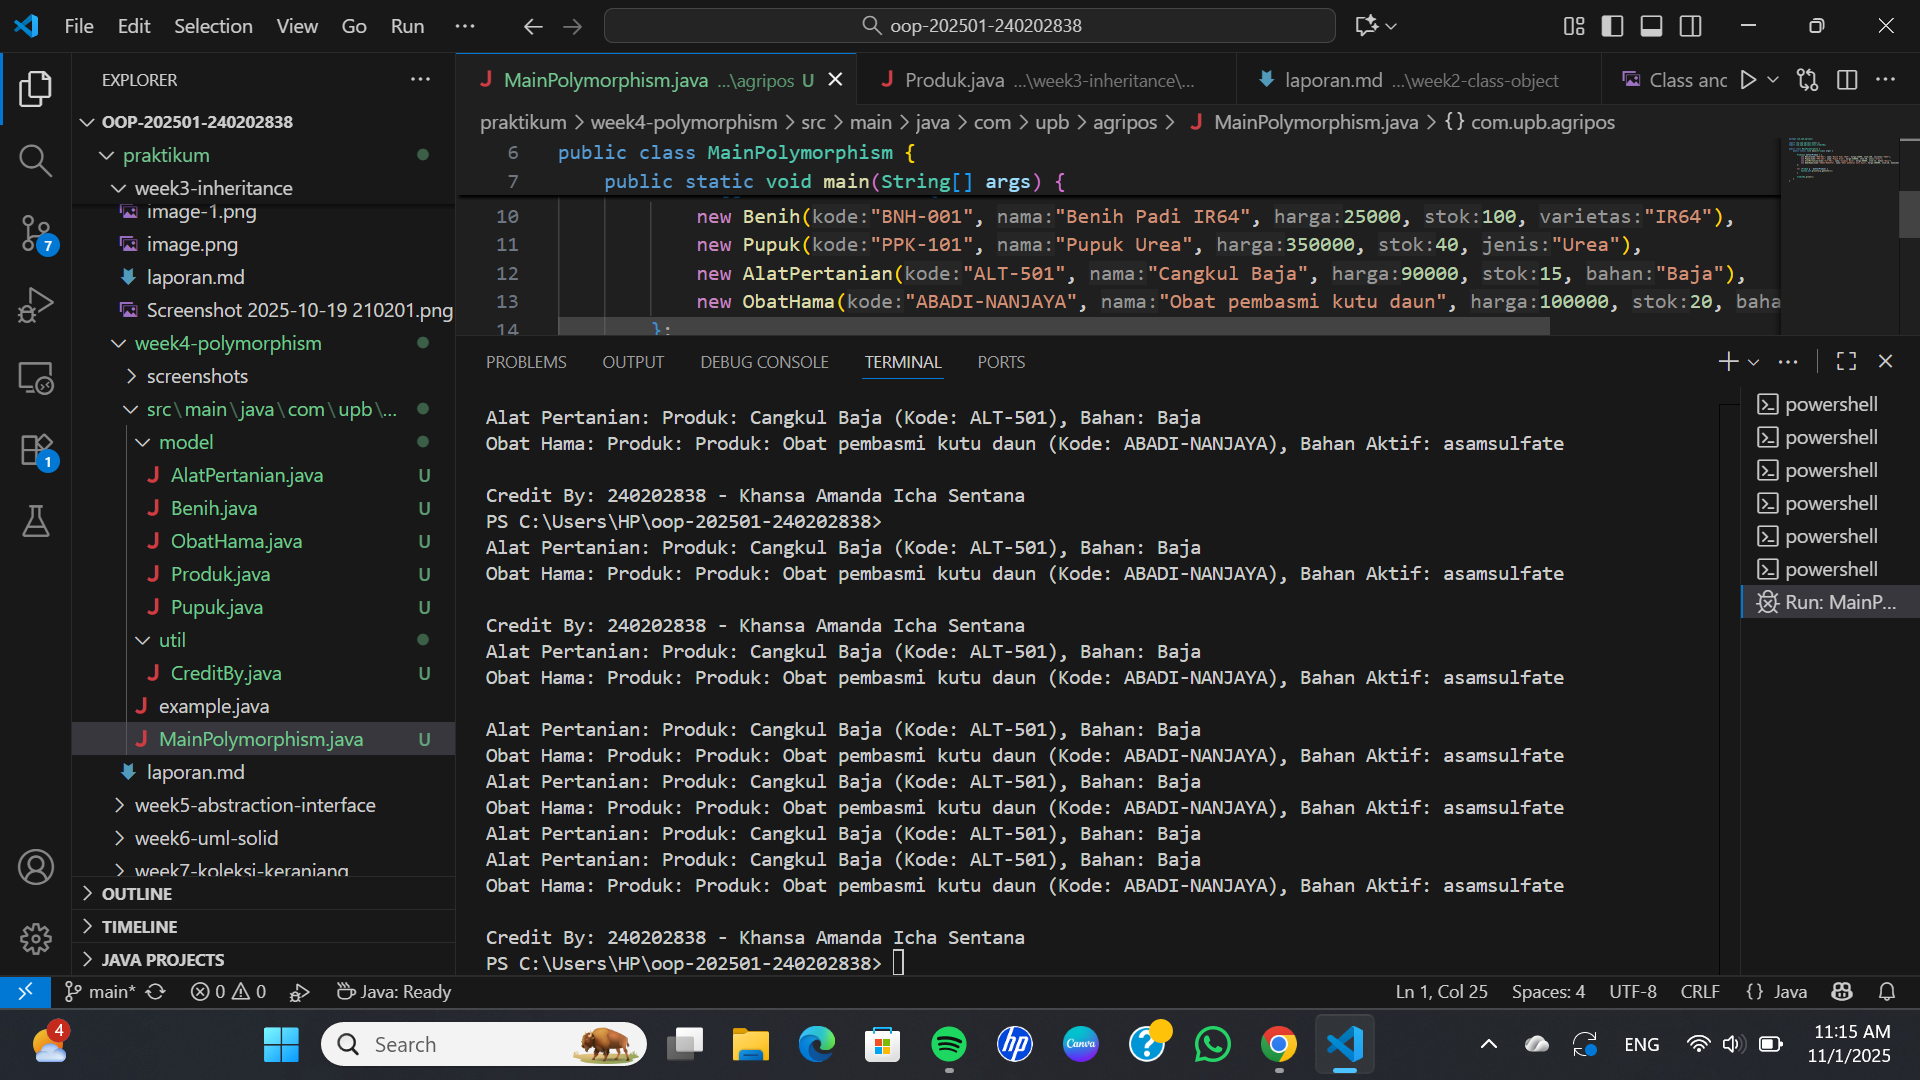 File Edit Selection View Go Run ··· oop-202501-240202838
EXPLORER
OOP-202501-240202838
praktikum
week3-inheritance
image-1.png
image.png
laporan.md
Screenshot 2025-10-19 210201.png
week4-polymorphism
screenshots
src\main\java\com\upb\...
model
AlatPertanian.java U
Benih.java U
ObatHama.java U
Produk.java U
Pupuk.java U
util
CreditBy.java U
example.java
MainPolymorphism.java U
laporan.md
week5-abstraction-interface
week6-uml-solid
week7-koleksi-keranjang
OUTLINE
TIMELINE
JAVA PROJECTS
7
1
MainPolymorphism.java ...\agripos U Produk.java ...\week3-inheritance\... laporan.md ...\week2-class-object Class anc
praktikum > week4-polymorphism > src > main > java > com > upb > agripos > MainPolymorphism.java > {} com.upb.agripos
6 public class MainPolymorphism {
7 public static void main(String[] args) {
10 new Benih(kode:"BNH-001", nama:"Benih Padi IR64", harga:25000, stok:100, varietas:"IR64"),
11 new Pupuk(kode:"PPK-101", nama:"Pupuk Urea", harga:350000, stok:40, jenis:"Urea"),
12 new AlatPertanian(kode:"ALT-501", nama:"Cangkul Baja", harga:90000, stok:15, bahan:"Baja"),
13 new ObatHama(kode:"ABADI-NANJAYA", nama:"Obat pembasmi kutu daun", harga:100000, stok:20, baha
14 };
PROBLEMS OUTPUT DEBUG CONSOLE TERMINAL PORTS
Alat Pertanian: Produk: Cangkul Baja (Kode: ALT-501), Bahan: Baja
Obat Hama: Produk: Produk: Obat pembasmi kutu daun (Kode: ABADI-NANJAYA), Bahan Aktif: asamsulfate
Credit By: 240202838 - Khansa Amanda Icha Sentana
PS C:\Users\HP\oop-202501-240202838>
Alat Pertanian: Produk: Cangkul Baja (Kode: ALT-501), Bahan: Baja
Obat Hama: Produk: Produk: Obat pembasmi kutu daun (Kode: ABADI-NANJAYA), Bahan Aktif: asamsulfate
Credit By: 240202838 - Khansa Amanda Icha Sentana
Alat Pertanian: Produk: Cangkul Baja (Kode: ALT-501), Bahan: Baja
Obat Hama: Produk: Produk: Obat pembasmi kutu daun (Kode: ABADI-NANJAYA), Bahan Aktif: asamsulfate
Alat Pertanian: Produk: Cangkul Baja (Kode: ALT-501), Bahan: Baja
Obat Hama: Produk: Produk: Obat pembasmi kutu daun (Kode: ABADI-NANJAYA), Bahan Aktif: asamsulfate
Alat Pertanian: Produk: Cangkul Baja (Kode: ALT-501), Bahan: Baja
Obat Hama: Produk: Produk: Obat pembasmi kutu daun (Kode: ABADI-NANJAYA), Bahan Aktif: asamsulfate
Alat Pertanian: Produk: Cangkul Baja (Kode: ALT-501), Bahan: Baja
Alat Pertanian: Produk: Cangkul Baja (Kode: ALT-501), Bahan: Baja
Obat Hama: Produk: Produk: Obat pembasmi kutu daun (Kode: ABADI-NANJAYA), Bahan Aktif: asamsulfate
Credit By: 240202838 - Khansa Amanda Icha Sentana
PS C:\Users\HP\oop-202501-240202838>
powershell
powershell
powershell
powershell
powershell
powershell
Run: MainP...
main* 0 0 Java: Ready Ln 1, Col 25 Spaces: 4 UTF-8 CRLF {} Java
4 Search hp Canva ? ENG 11:15 AM
11/1/2025